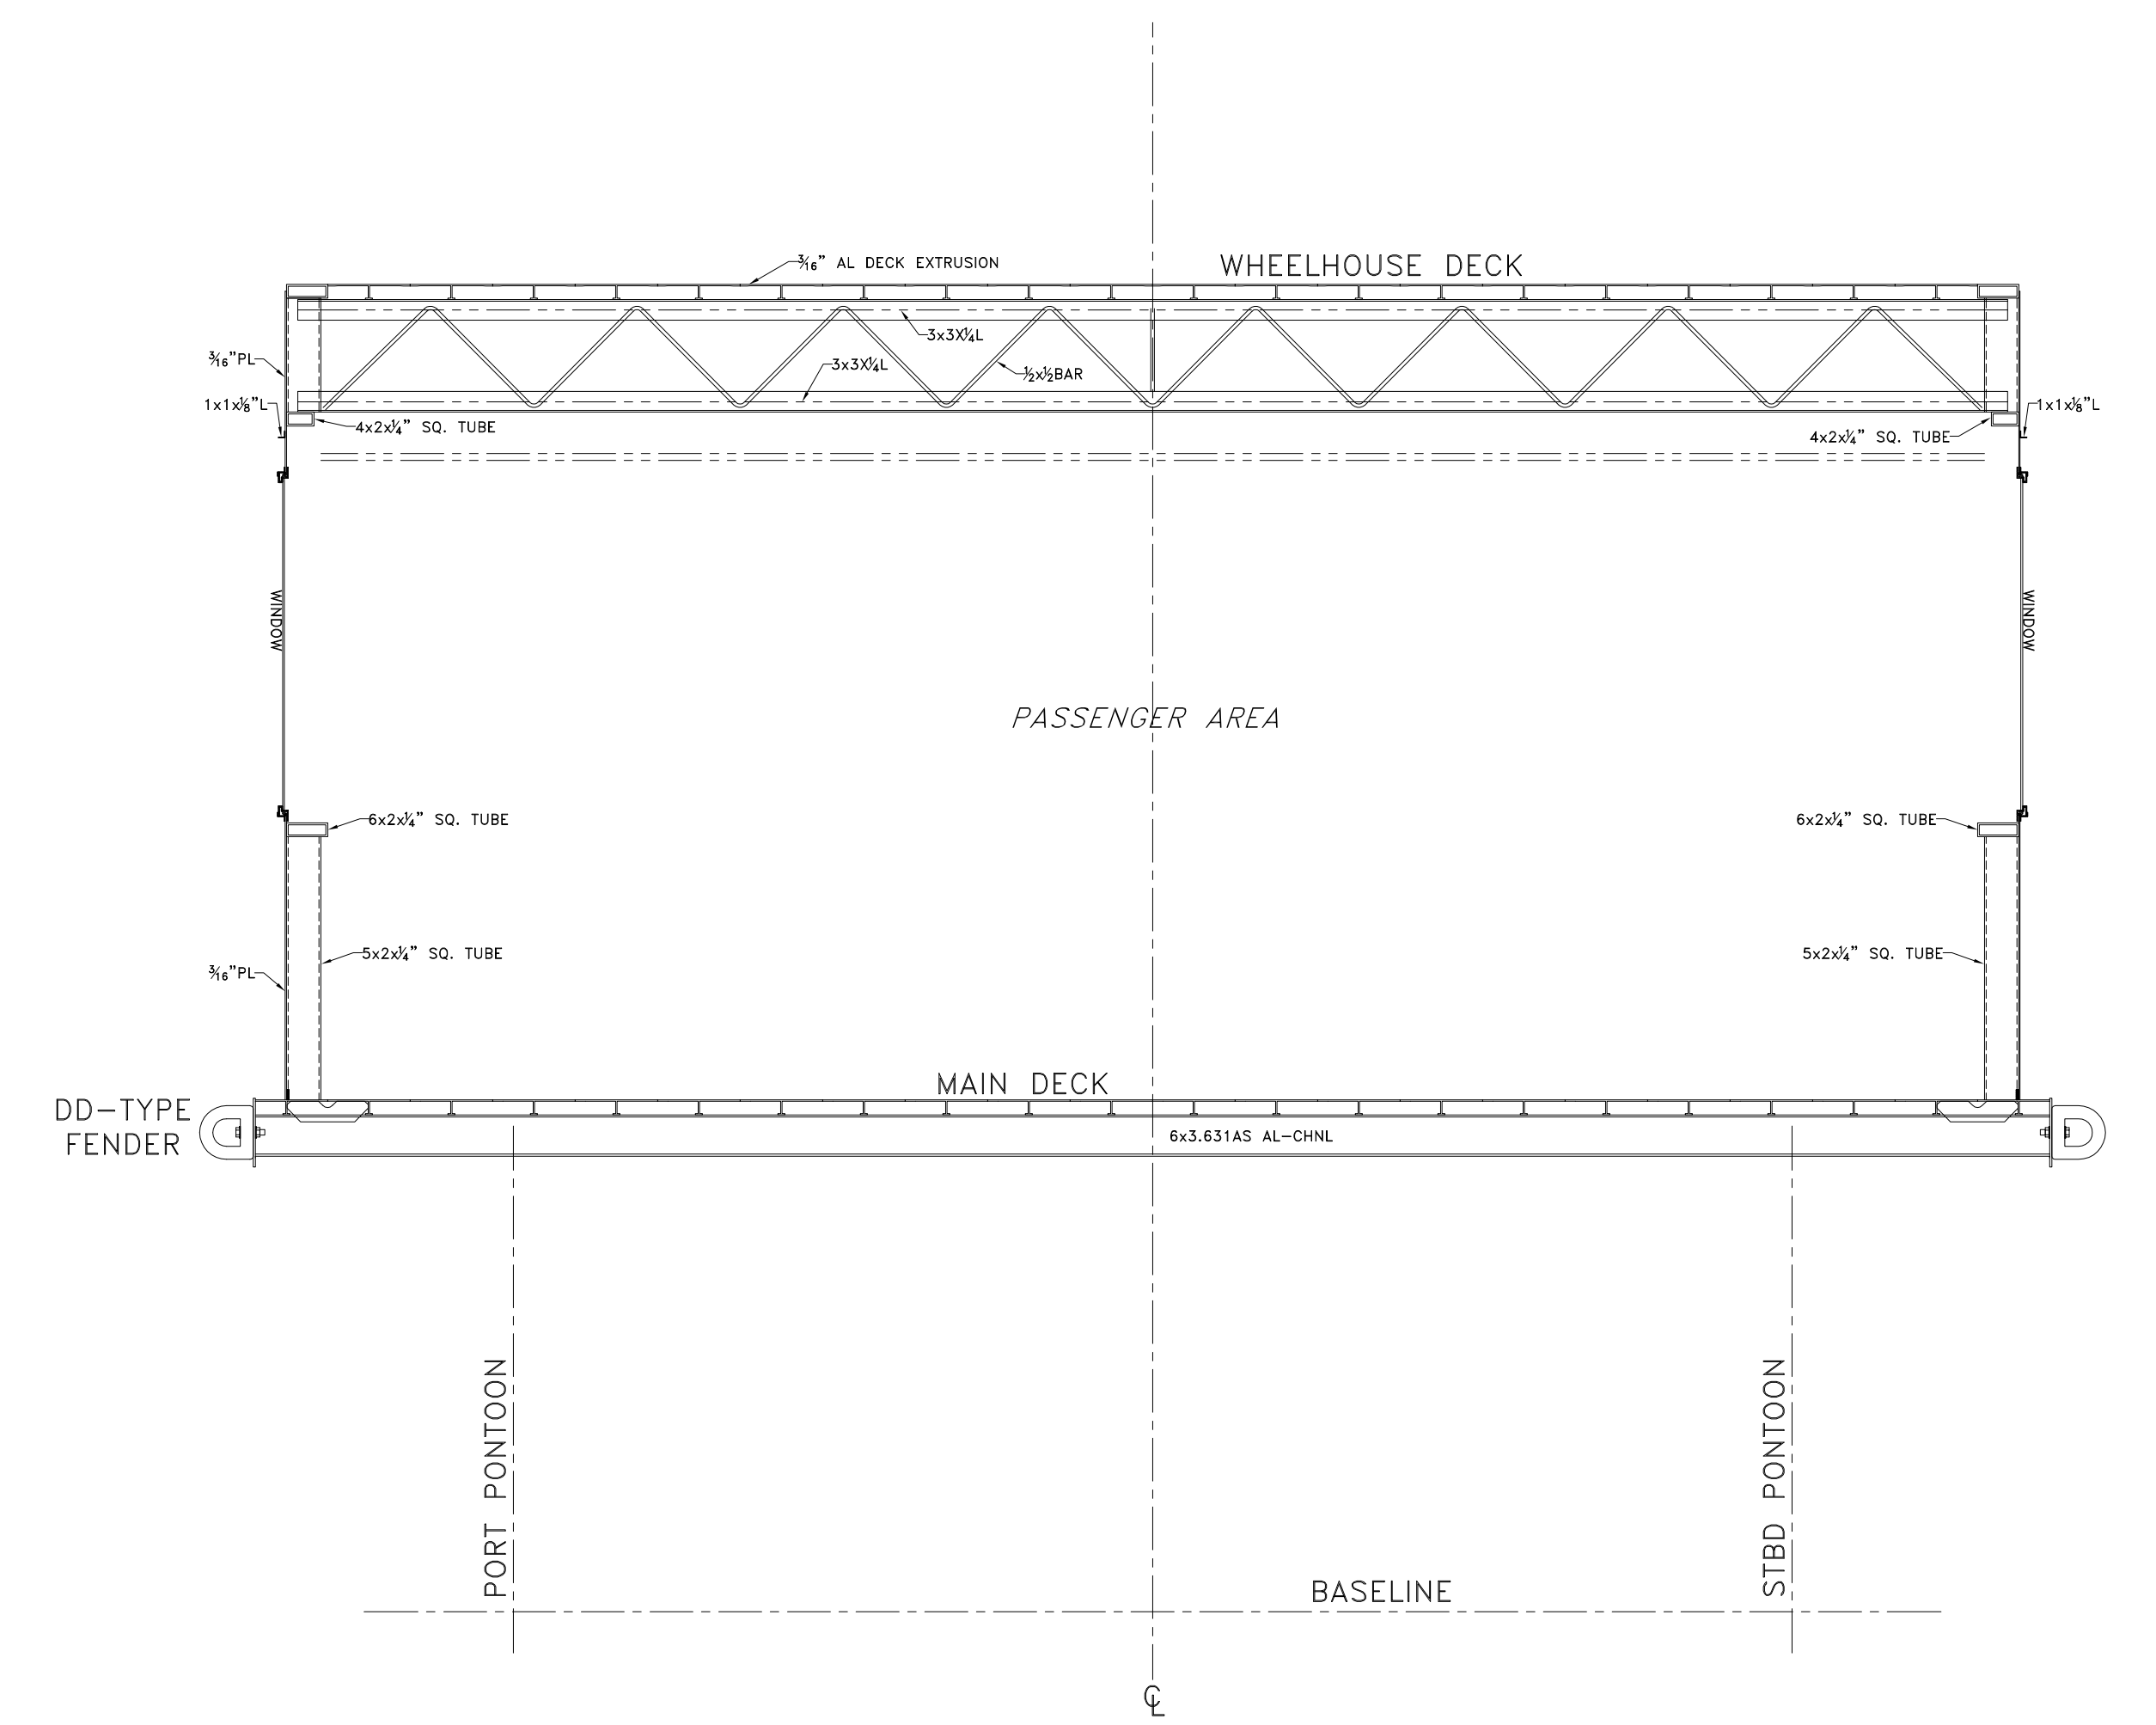 WHEELHOUSE DECK
3/16" AL DECK EXTRUSION
3x3X1/4L
3/16"PL
3x3X1/4L
1/2x1/2BAR
1x1x1/8"L
1x1x1/8"L
4x2x1/4" SQ. TUBE
4x2x1/4" SQ. TUBE
WINDOW
WINDOW
PASSENGER AREA
6x2x1/4" SQ. TUBE
6x2x1/4" SQ. TUBE
5x2x1/4" SQ. TUBE
5x2x1/4" SQ. TUBE
3/16"PL
MAIN DECK
DD-TYPE
FENDER
6x3.631AS AL-CHNL
PORT PONTOON
STBD PONTOON
BASELINE
℄